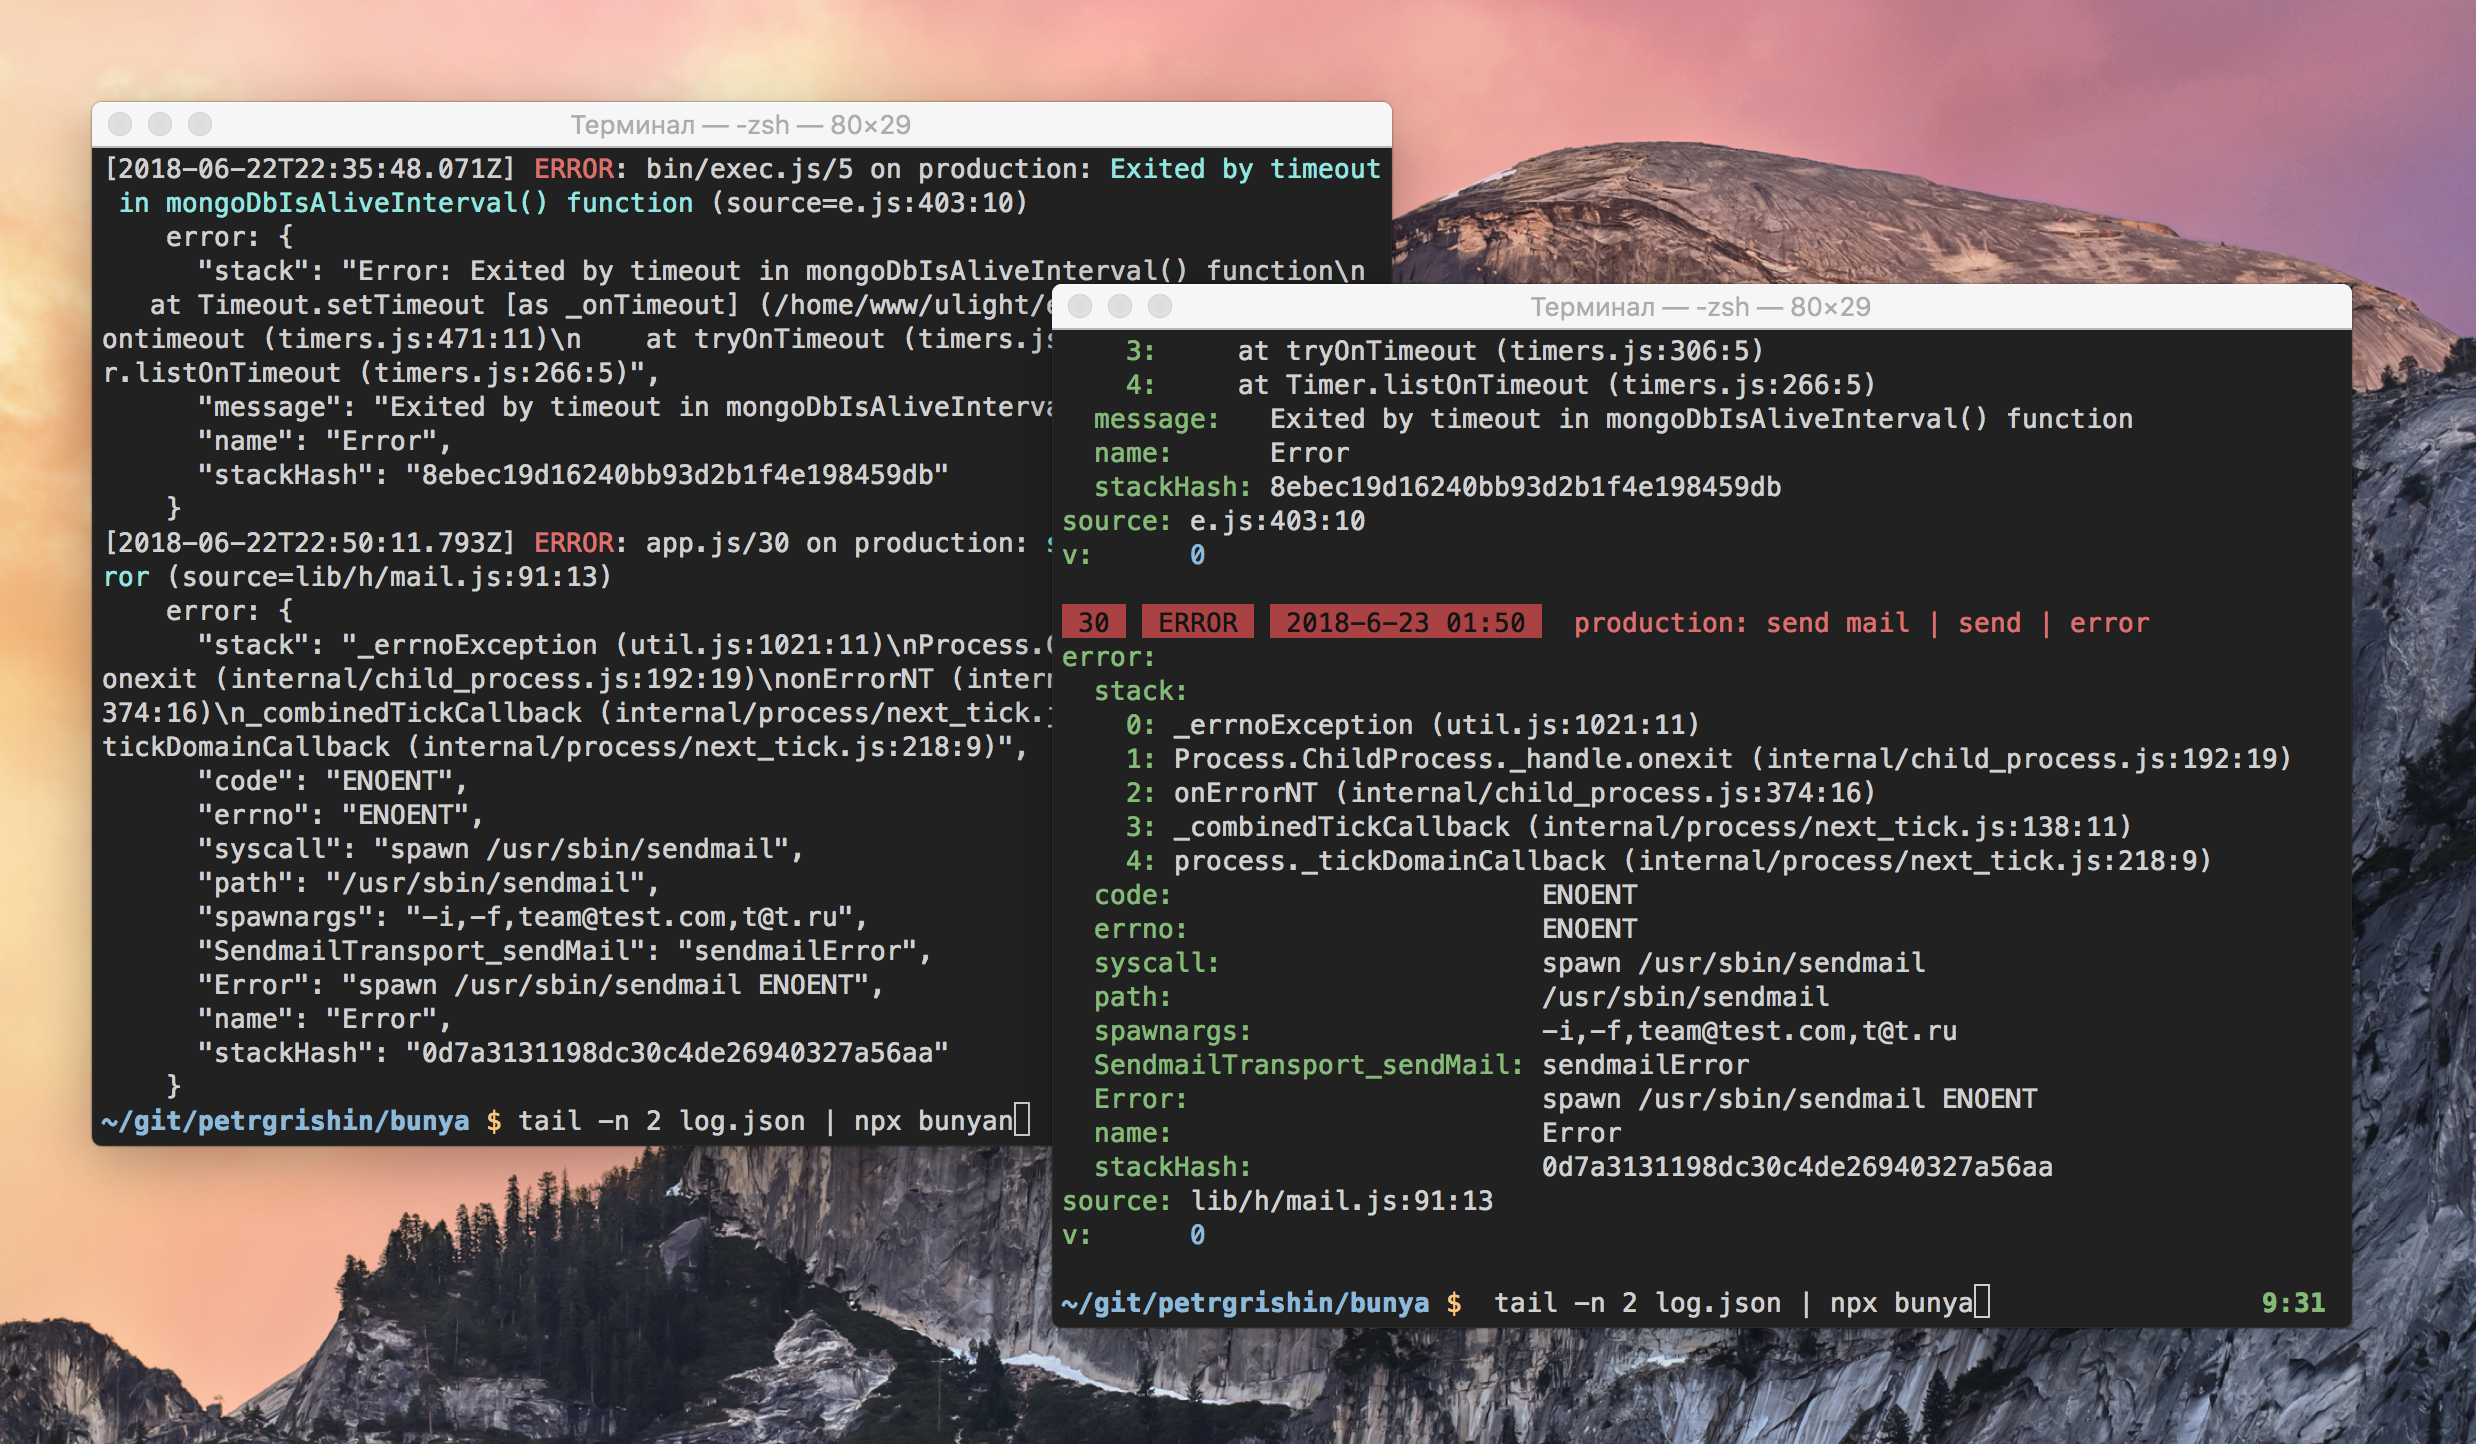 Терминал — -zsh — 80×29
[2018-06-22T22:35:48.071Z] ERROR: bin/exec.js/5 on production: Exited by timeout
in mongoDbIsAliveInterval() function (source=e.js:403:10)
error: {
"stack": "Error: Exited by timeout in mongoDbIsAliveInterval() function\n
at Timeout.setTimeout [as _onTimeout] (/home/www/ulight/
ontimeout (timers.js:471:11)\n    at tryOnTimeout (timers.js
r.listOnTimeout (timers.js:266:5)",
"message": "Exited by timeout in mongoDbIsAliveInterva
"name": "Error",
"stackHash": "8ebec19d16240bb93d2b1f4e198459db"
}
[2018-06-22T22:50:11.793Z] ERROR: app.js/30 on production: s
ror (source=lib/h/mail.js:91:13)
error: {
"stack": "_errnoException (util.js:1021:11)\nProcess.
onexit (internal/child_process.js:192:19)\nonErrorNT (intern
374:16)\n_combinedTickCallback (internal/process/next_tick.j
tickDomainCallback (internal/process/next_tick.js:218:9)",
"code": "ENOENT",
"errno": "ENOENT",
"syscall": "spawn /usr/sbin/sendmail",
"path": "/usr/sbin/sendmail",
"spawnargs": "-i,-f,team@test.com,t@t.ru",
"SendmailTransport_sendMail": "sendmailError",
"Error": "spawn /usr/sbin/sendmail ENOENT",
"name": "Error",
"stackHash": "0d7a3131198dc30c4de26940327a56aa"
}
~/git/petrgrishin/bunya $ tail -n 2 log.json | npx bunyan
Терминал — -zsh — 80×29
3:     at tryOnTimeout (timers.js:306:5)
4:     at Timer.listOnTimeout (timers.js:266:5)
message:   Exited by timeout in mongoDbIsAliveInterval() function
name:      Error
stackHash: 8ebec19d16240bb93d2b1f4e198459db
source: e.js:403:10
v:      0
30 ERROR 2018-6-23 01:50 production: send mail | send | error
error:
stack:
0: _errnoException (util.js:1021:11)
1: Process.ChildProcess._handle.onexit (internal/child_process.js:192:19)
2: onErrorNT (internal/child_process.js:374:16)
3: _combinedTickCallback (internal/process/next_tick.js:138:11)
4: process._tickDomainCallback (internal/process/next_tick.js:218:9)
code: ENOENT
errno: ENOENT
syscall: spawn /usr/sbin/sendmail
path: /usr/sbin/sendmail
spawnargs: -i,-f,team@test.com,t@t.ru
SendmailTransport_sendMail: sendmailError
Error: spawn /usr/sbin/sendmail ENOENT
name: Error
stackHash: 0d7a3131198dc30c4de26940327a56aa
source: lib/h/mail.js:91:13
v:      0
~/git/petrgrishin/bunya $  tail -n 2 log.json | npx bunya 9:31